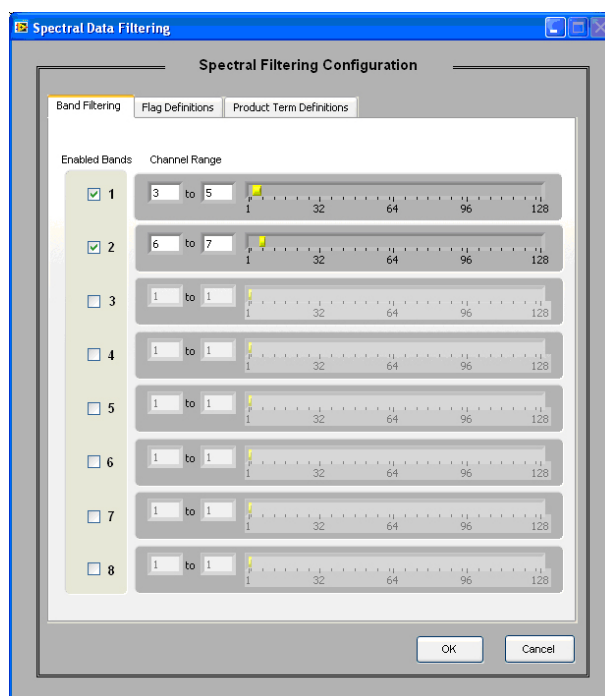 Spectral Data Filtering
Spectral Filtering Configuration
Band Filtering Flag Definitions Product Term Definitions
Enabled Bands Channel Range
1 3 to 5
1 32 64 96 128
2 6 to 7
1 32 64 96 128
3 1 to 1
1 32 64 96 128
4 1 to 1
1 32 64 96 128
5 1 to 1
1 32 64 96 128
6 1 to 1
1 32 64 96 128
7 1 to 1
1 32 64 96 128
8 1 to 1
1 32 64 96 128
OK Cancel